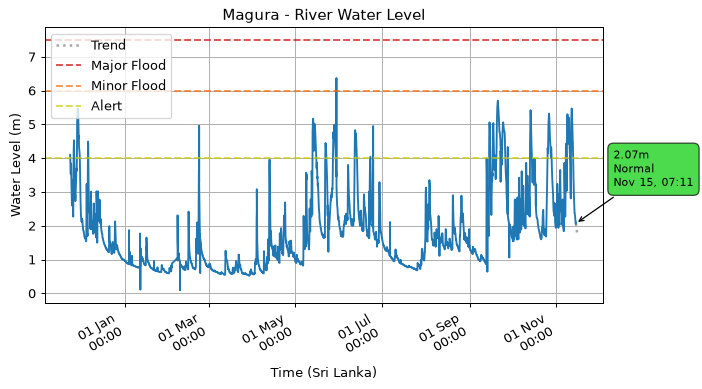 Magura - River Water Level
Trend
Major Flood
Minor Flood
Alert
Water Level (m)
7
6
5
4
3
2
1
0
2.07m
Normal
Nov 15, 07:11
01 Jan
00:00
01 Mar
00:00
01 May
00:00
01 Jul
00:00
01 Sep
00:00
01 Nov
00:00
Time (Sri Lanka)